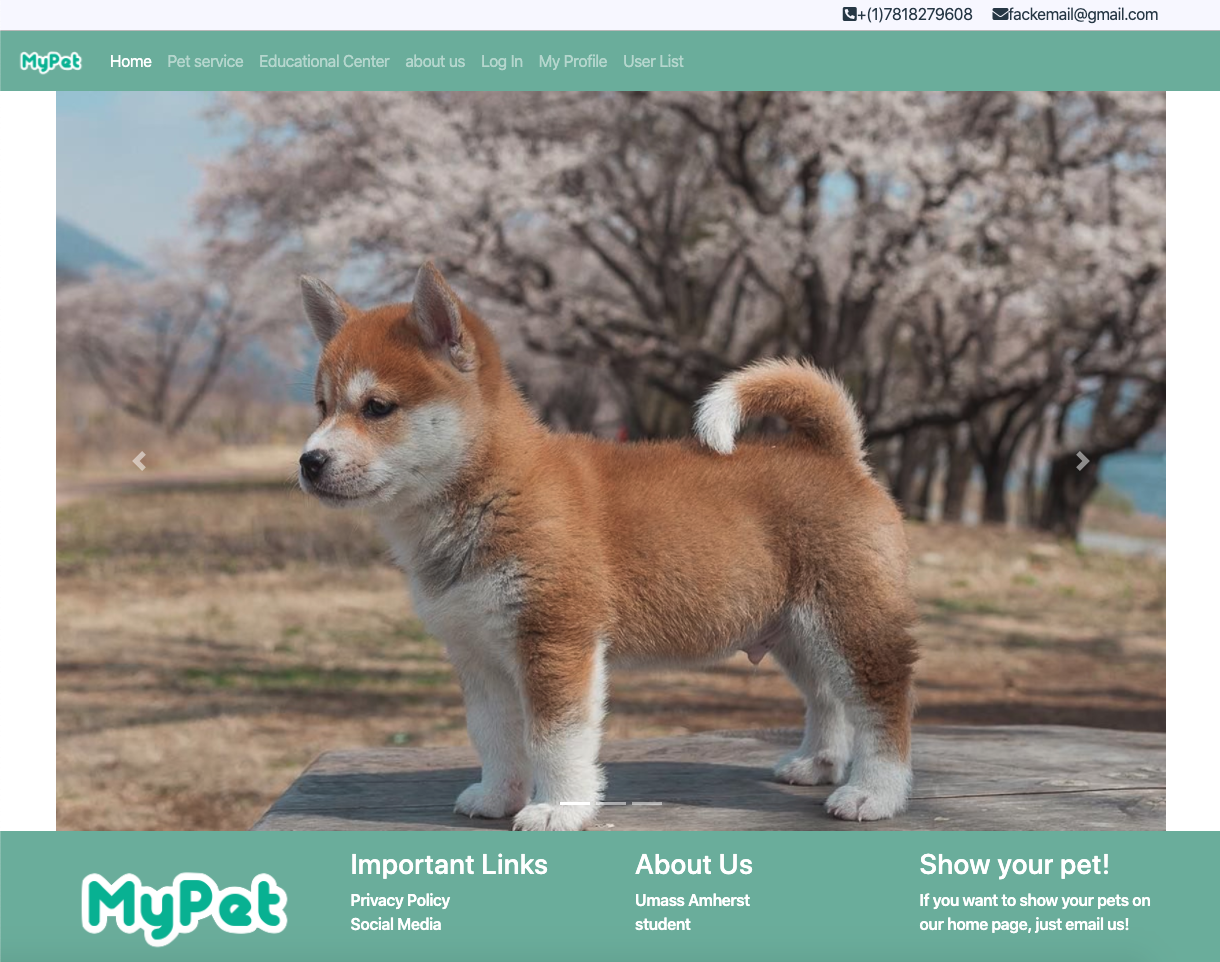 +(1)7818279608 fackemail@gmail.com
MyPet Home Pet service Educational Center about us Log In My Profile User List
MyPet
Important Links
Privacy Policy
Social Media
About Us
Umass Amherst
student
Show your pet!
If you want to show your pets on
our home page, just email us!